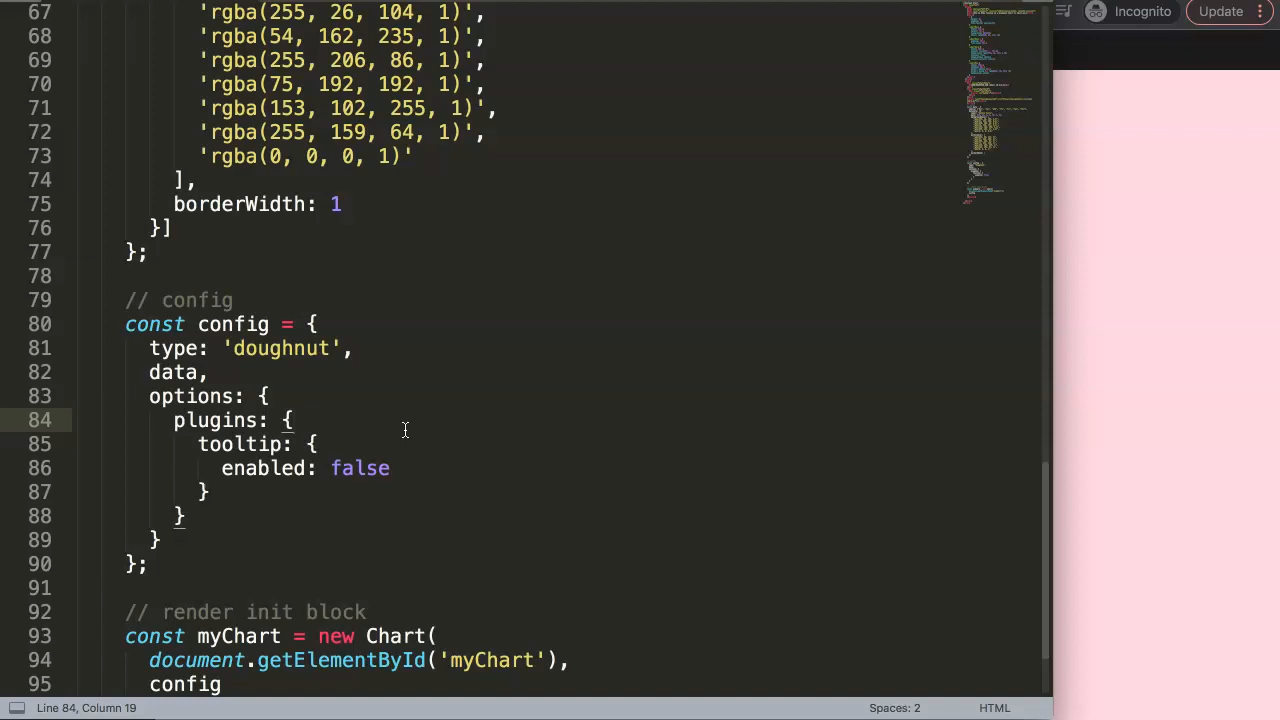 67 'rgba(255, 26, 104, 1)',
68 'rgba(54, 162, 235, 1)',
69 'rgba(255, 206, 86, 1)',
70 'rgba(75, 192, 192, 1)',
71 'rgba(153, 102, 255, 1)',
72 'rgba(255, 159, 64, 1)',
73 'rgba(0, 0, 0, 1)'
74 ],
75 borderWidth: 1
76 }]
77 };
78
79 // config
80 const config = {
81 type: 'doughnut',
82 data,
83 options: {
84 plugins: {
85 tooltip: {
86 enabled: false
87 }
88 }
89 }
90 };
91
92 // render init block
93 const myChart = new Chart(
94 document.getElementById('myChart'),
95 config
Line 84, Column 19
Spaces: 2
HTML
Incognito
Update